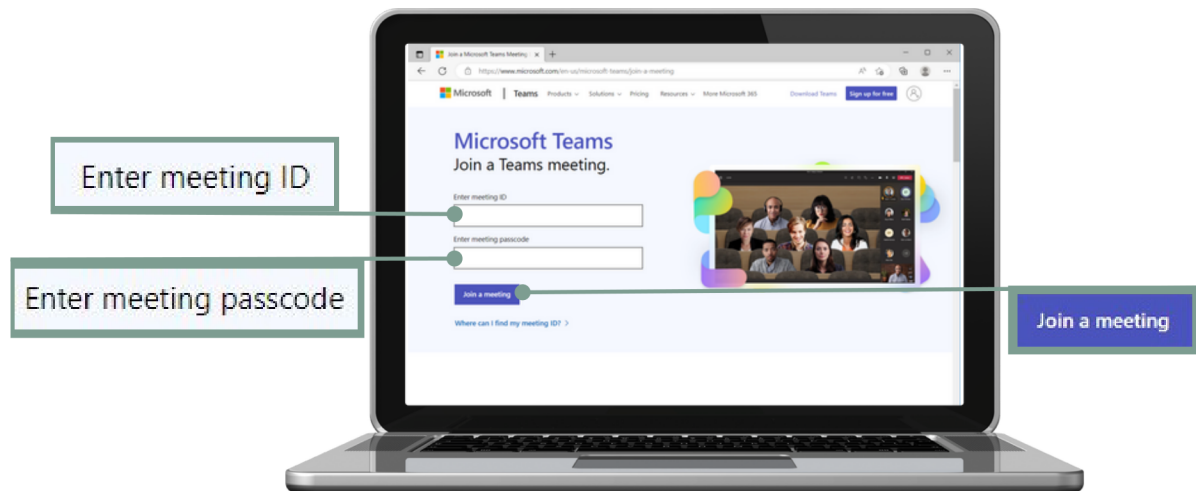 Join a Microsoft Teams Meeting
https://www.microsoft.com/en-us/microsoft-teams/join-a-meeting
Microsoft | Teams Products Solutions Pricing Resources More Microsoft 365 Download Teams Sign up for free
Microsoft Teams
Join a Teams meeting.
Enter meeting ID
Enter meeting ID
Enter meeting passcode
Enter meeting passcode
Join a meeting
Join a meeting
Where can I find my meeting ID? >